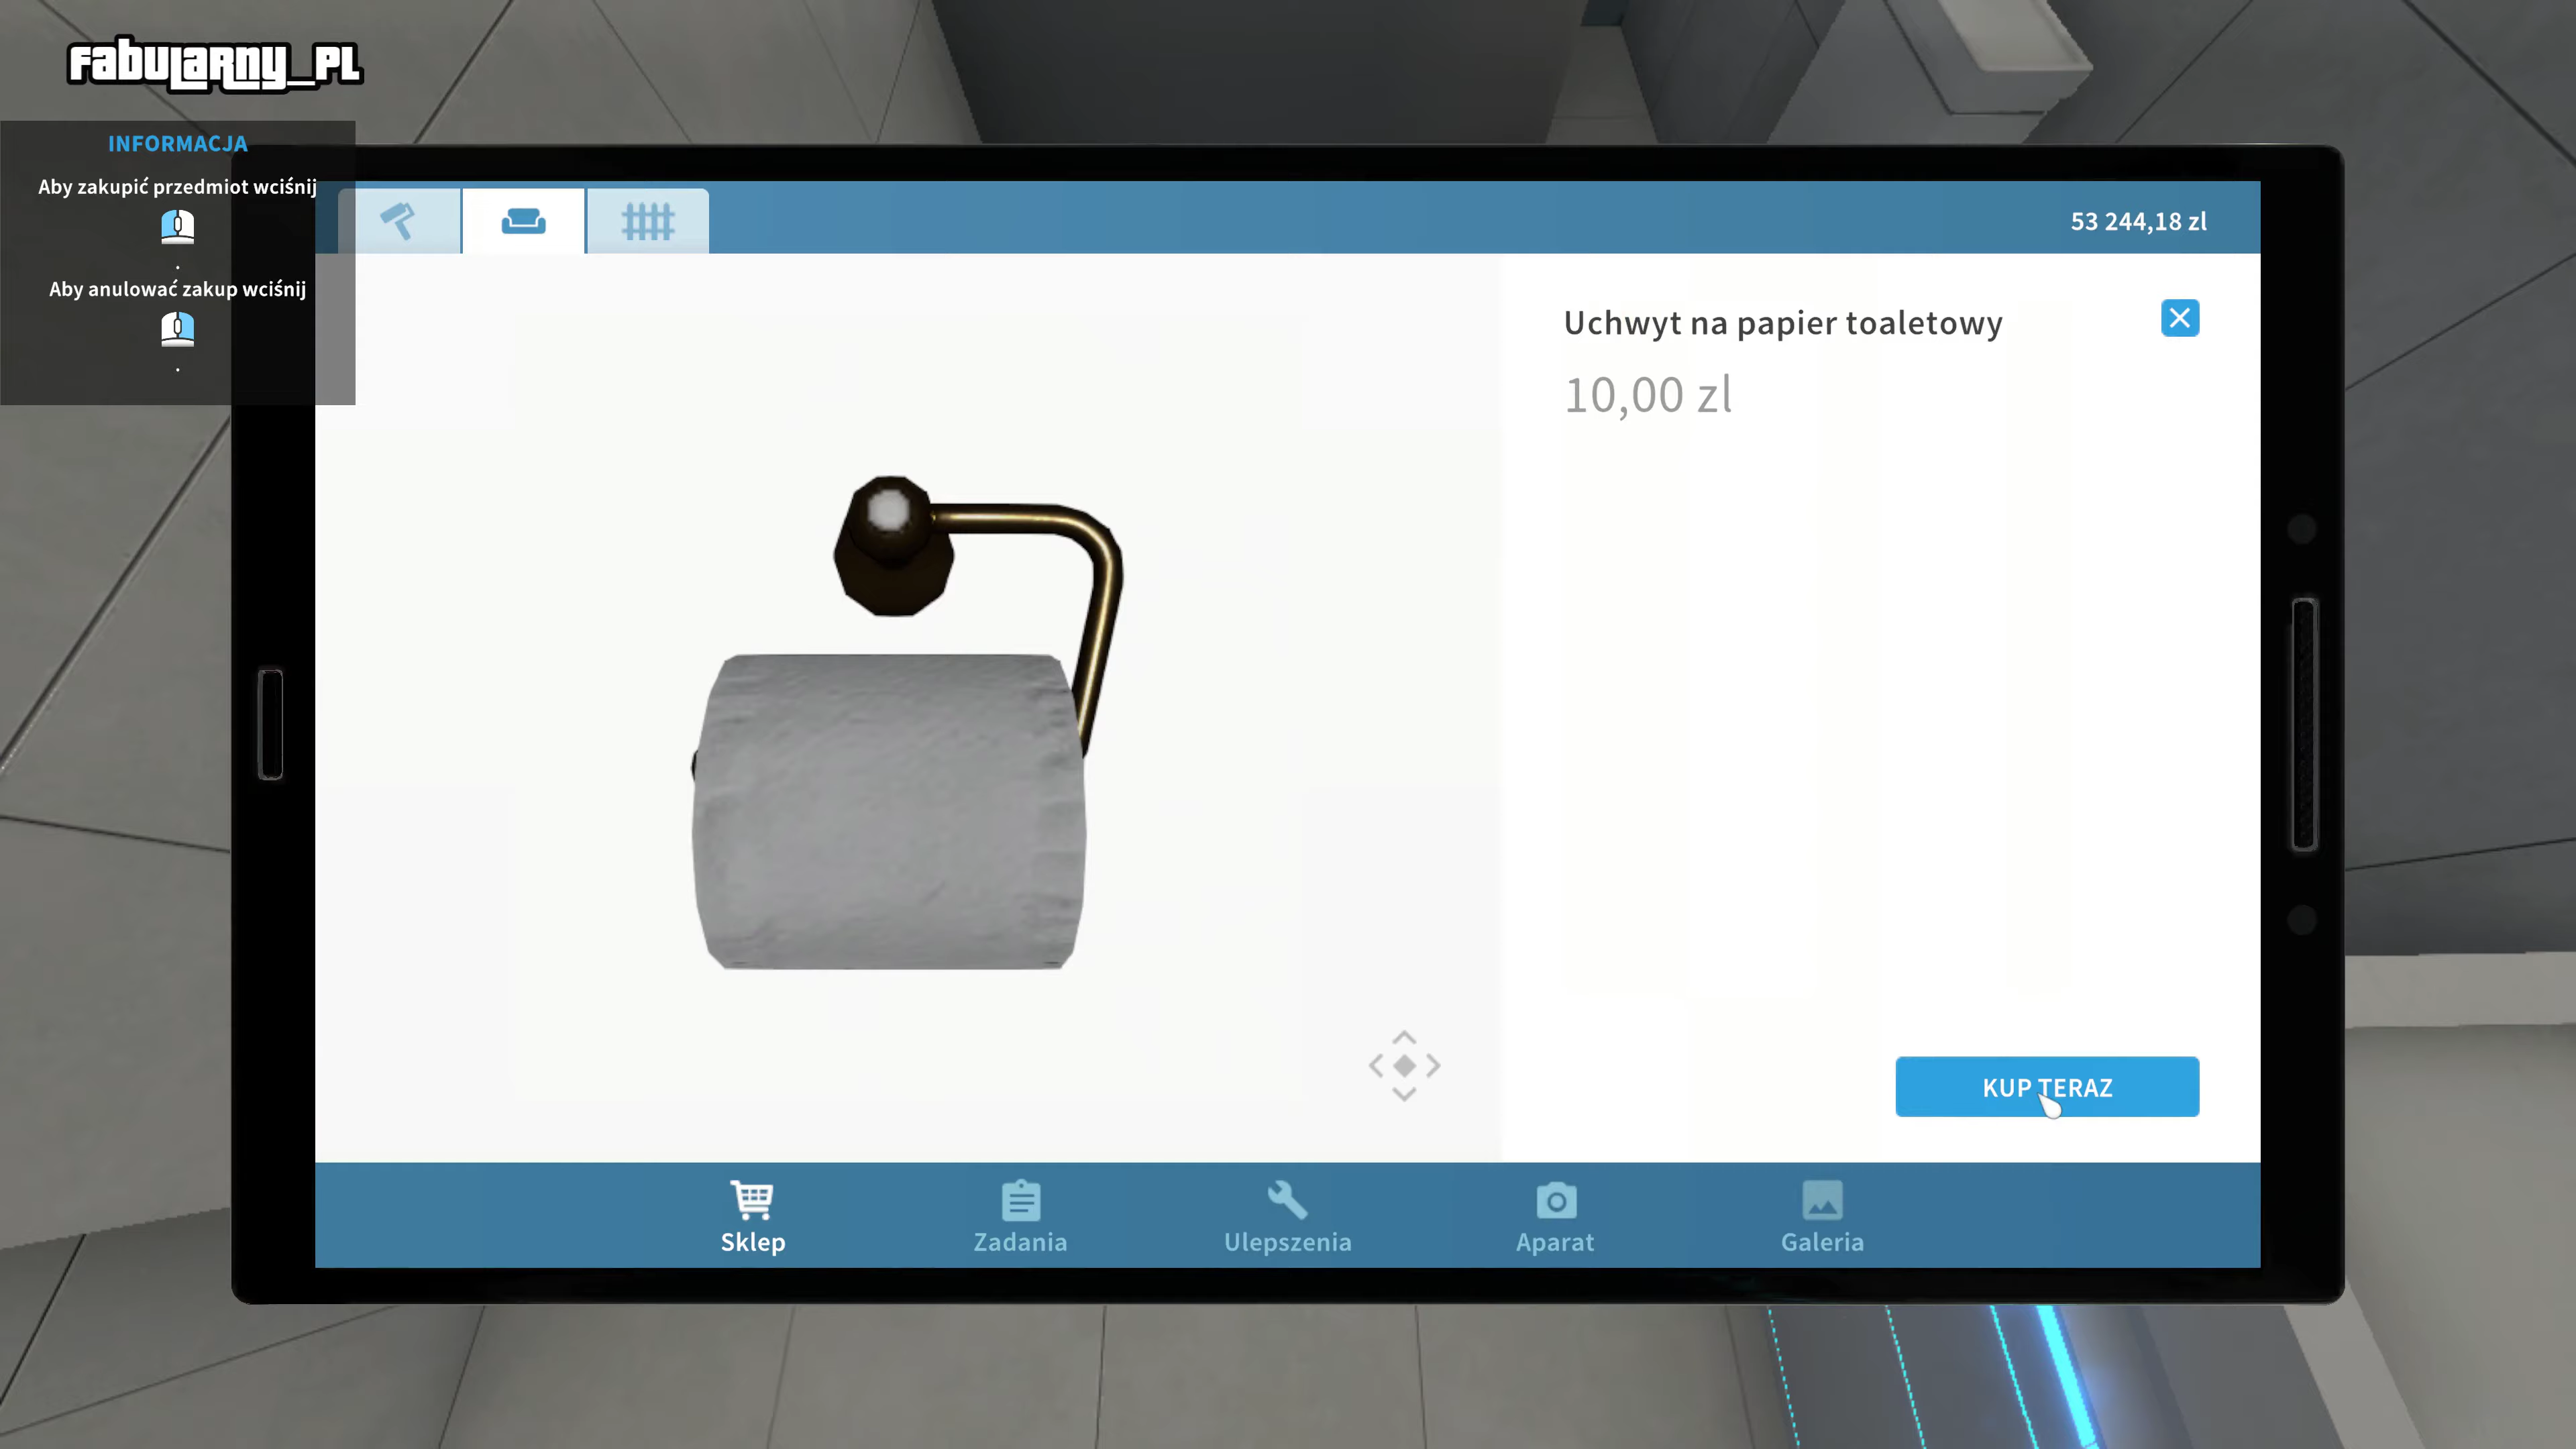 fabularny_PL
INFORMACJA
Aby zakupić przedmiot wciśnij
.
Aby anulować zakup wciśnij
.
53 244,18 zl
Uchwyt na papier toaletowy
10,00 zl
KUP TERAZ
Sklep
Zadania
Ulepszenia
Aparat
Galeria